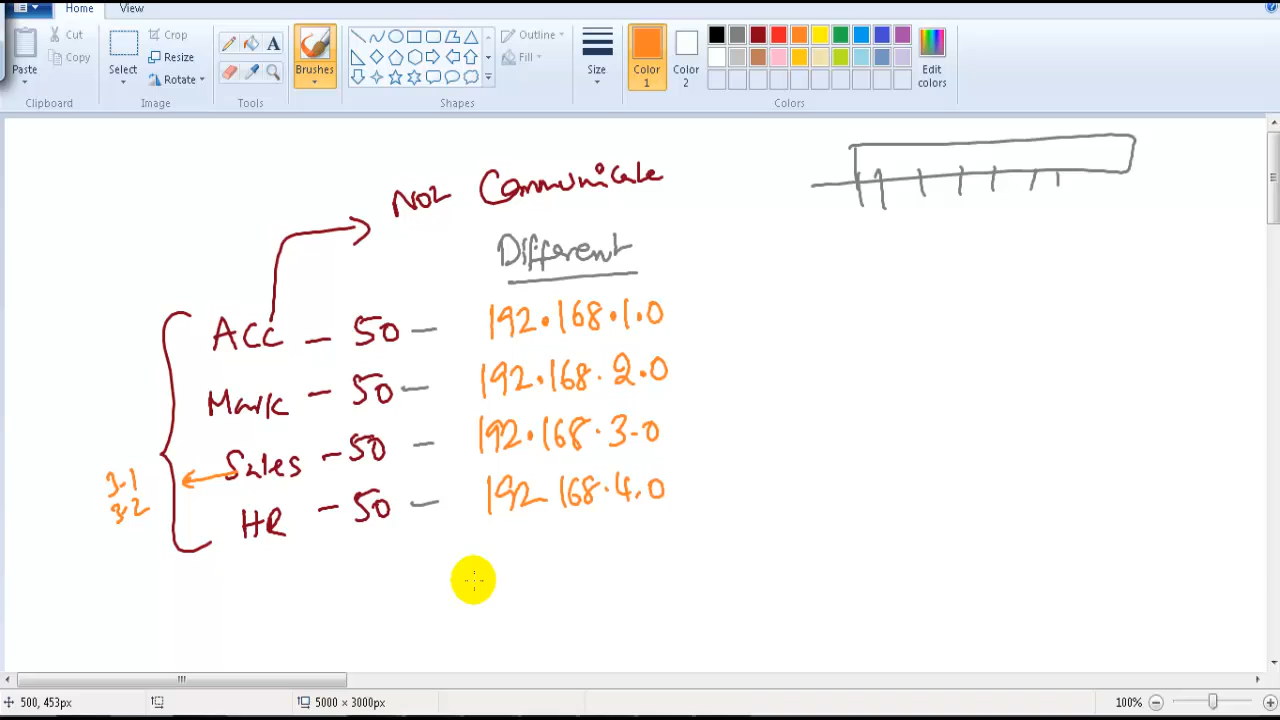 Home View
Paste
Cut
Copy
Clipboard
Select
Crop
Resize
Rotate
Image
Tools
Brushes
Shapes
Outline
Fill
Size
Color 1
Color 2
Colors
Edit colors
Not Communicate
Different
ACC - 50 - 192.168.1.0
Mark - 50 - 192.168.2.0
Sales - 50 - 192.168.3.0
3.1
3.2
HR - 50 - 192 168.4.0
500, 453px
5000 × 3000px
100%